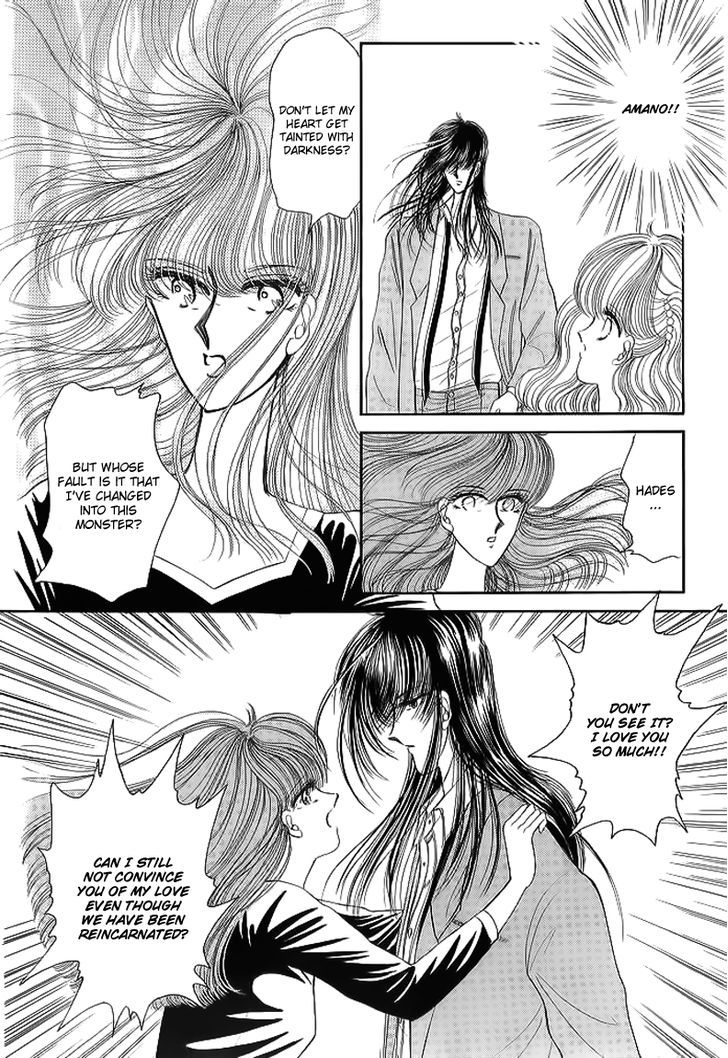 AMANO!!
HADES
...
DON'T LET MY
HEART GET
TAINTED WITH
DARKNESS?
BUT WHOSE
FAULT IS IT THAT
I'VE CHANGED
INTO THIS
MONSTER?
DON'T
YOU SEE IT?
I LOVE YOU
SO MUCH!!
CAN I STILL
NOT CONVINCE
YOU OF MY LOVE
EVEN THOUGH
WE HAVE BEEN
REINCARNATED?